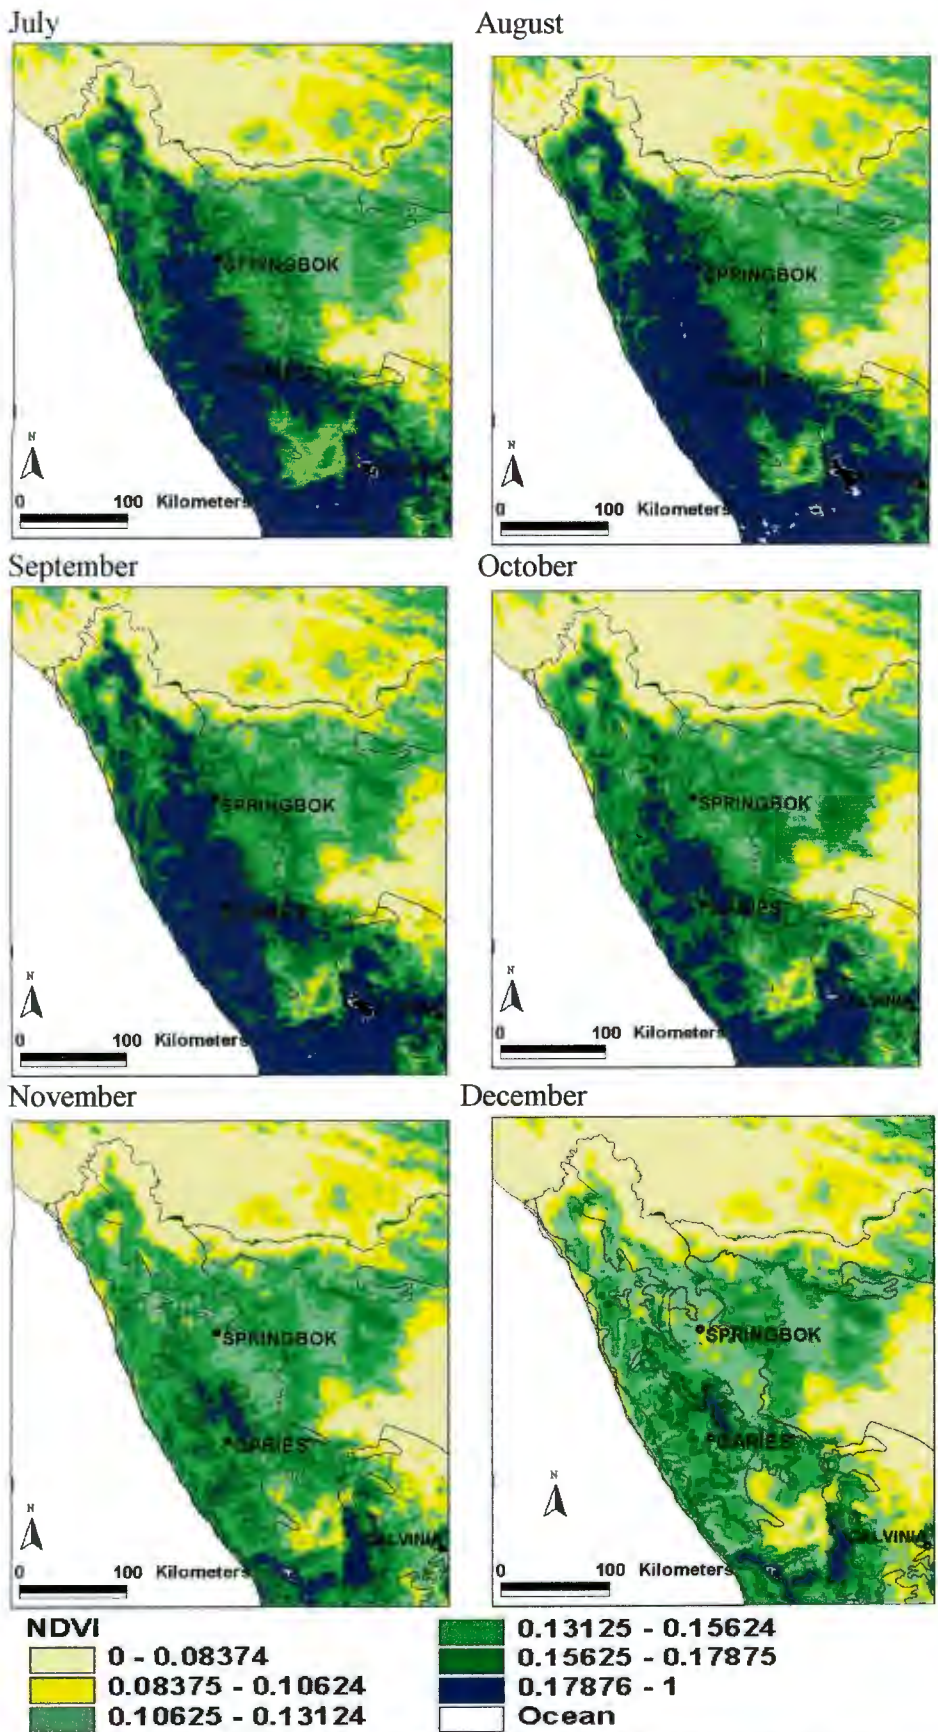 July
August
SPRINGBOK
SPRINGBOK
N
N
0 100 Kilometers
0 100 Kilometers
September
October
SPRINGBOK
SPRINGBOK
GARIES
N
N
0 100 Kilometers
0 100 Kilometers
November
December
SPRINGBOK
SPRINGBOK
GARIES
GARIES
N
N
CALVINIA
CALVINIA
0 100 Kilometers
0 100 Kilometers
NDVI
0 - 0.08374
0.08375 - 0.10624
0.10625 - 0.13124
0.13125 - 0.15624
0.15625 - 0.17875
0.17876 - 1
Ocean